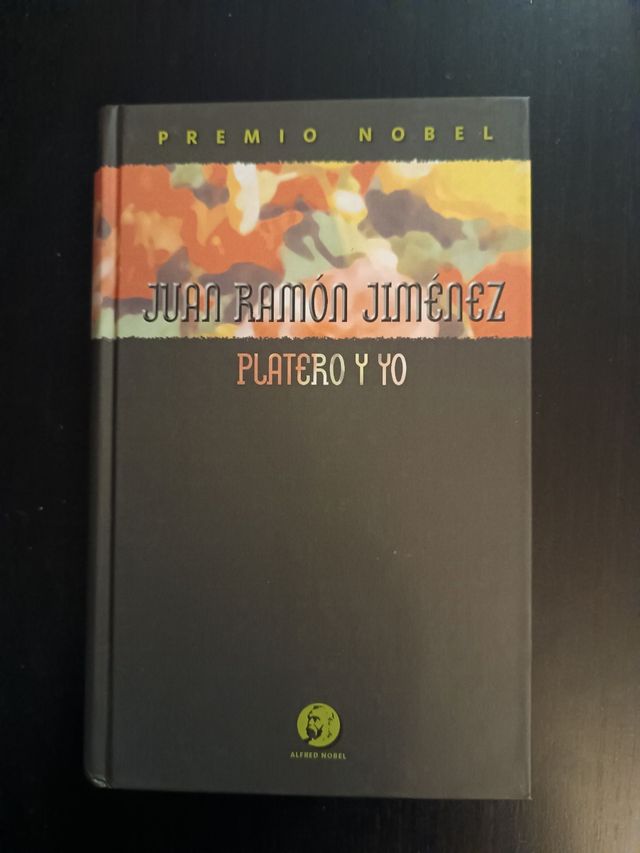 PREMIO NOBEL
JUAN RAMÓN JIMÉNEZ
PLATERO Y YO
ALFRED NOBEL